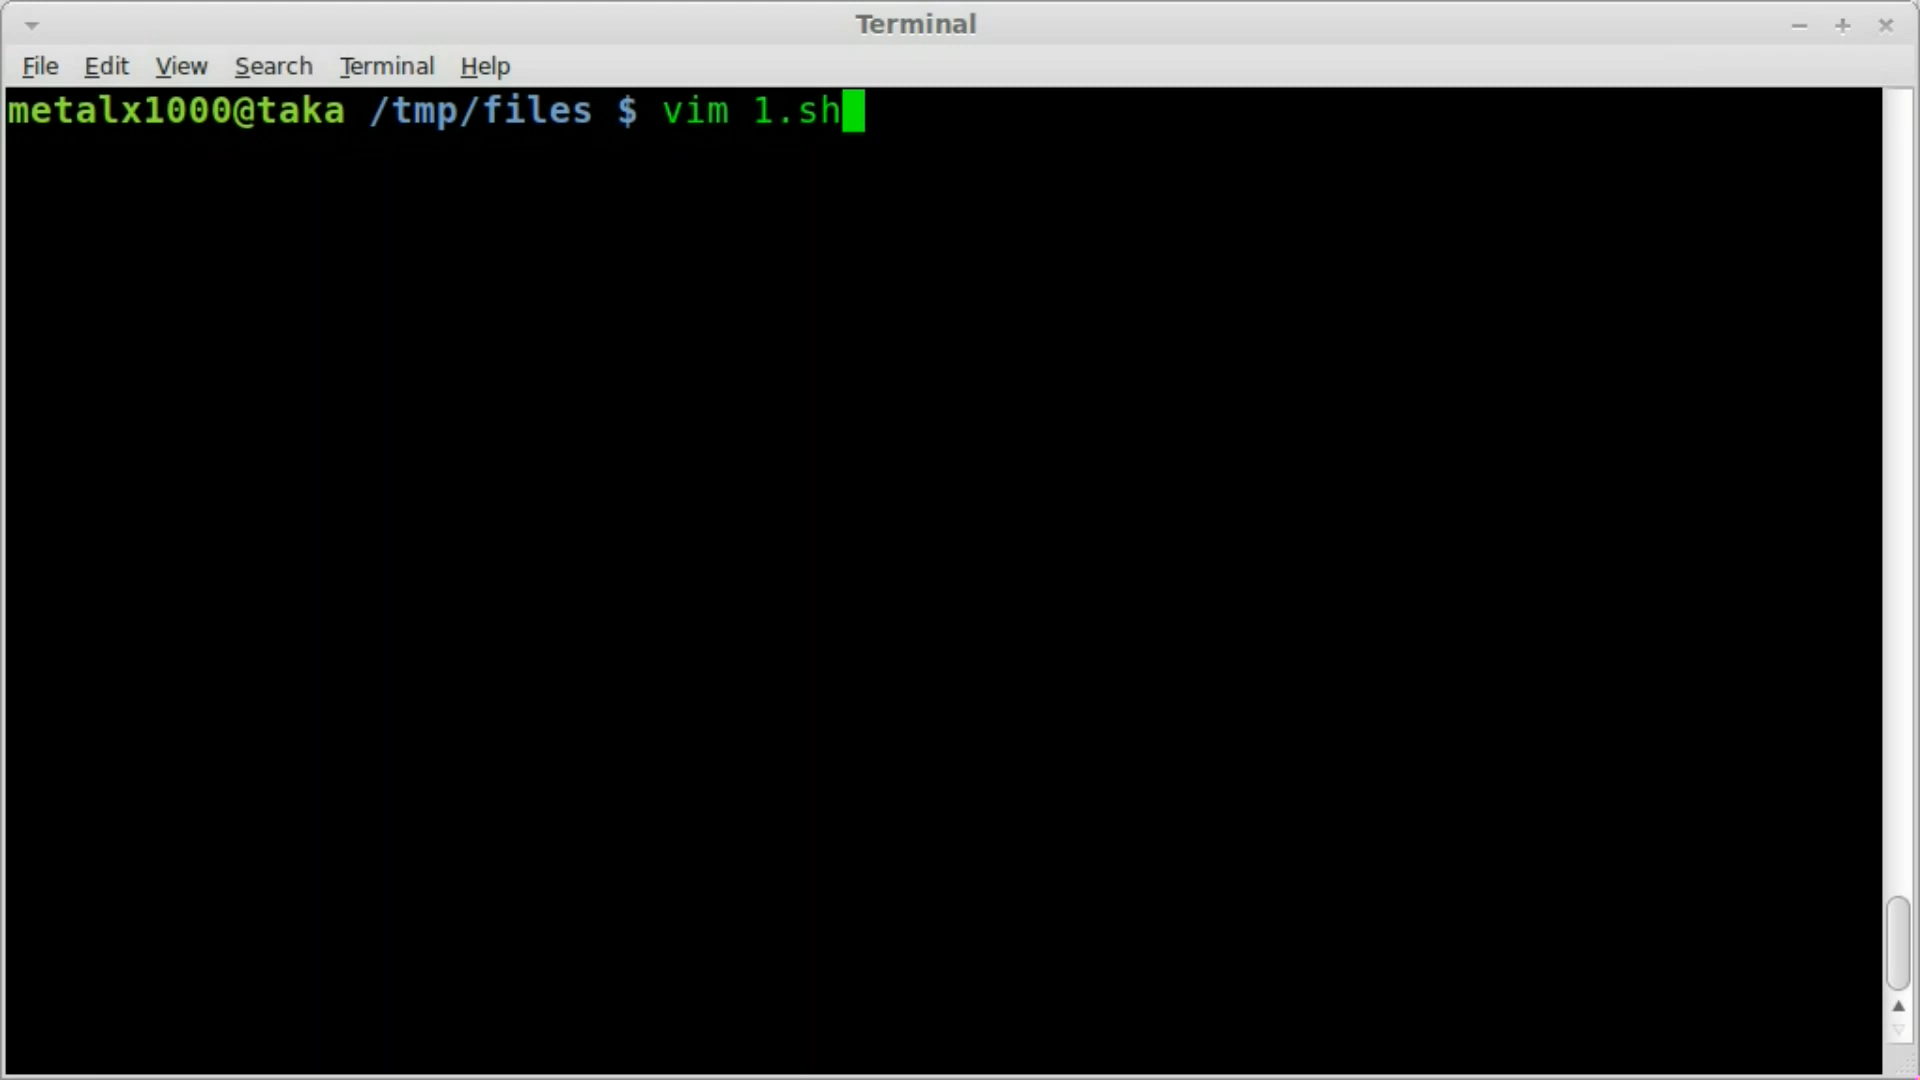 Terminal
File Edit View Search Terminal Help
metalx1000@taka /tmp/files $ vim 1.sh